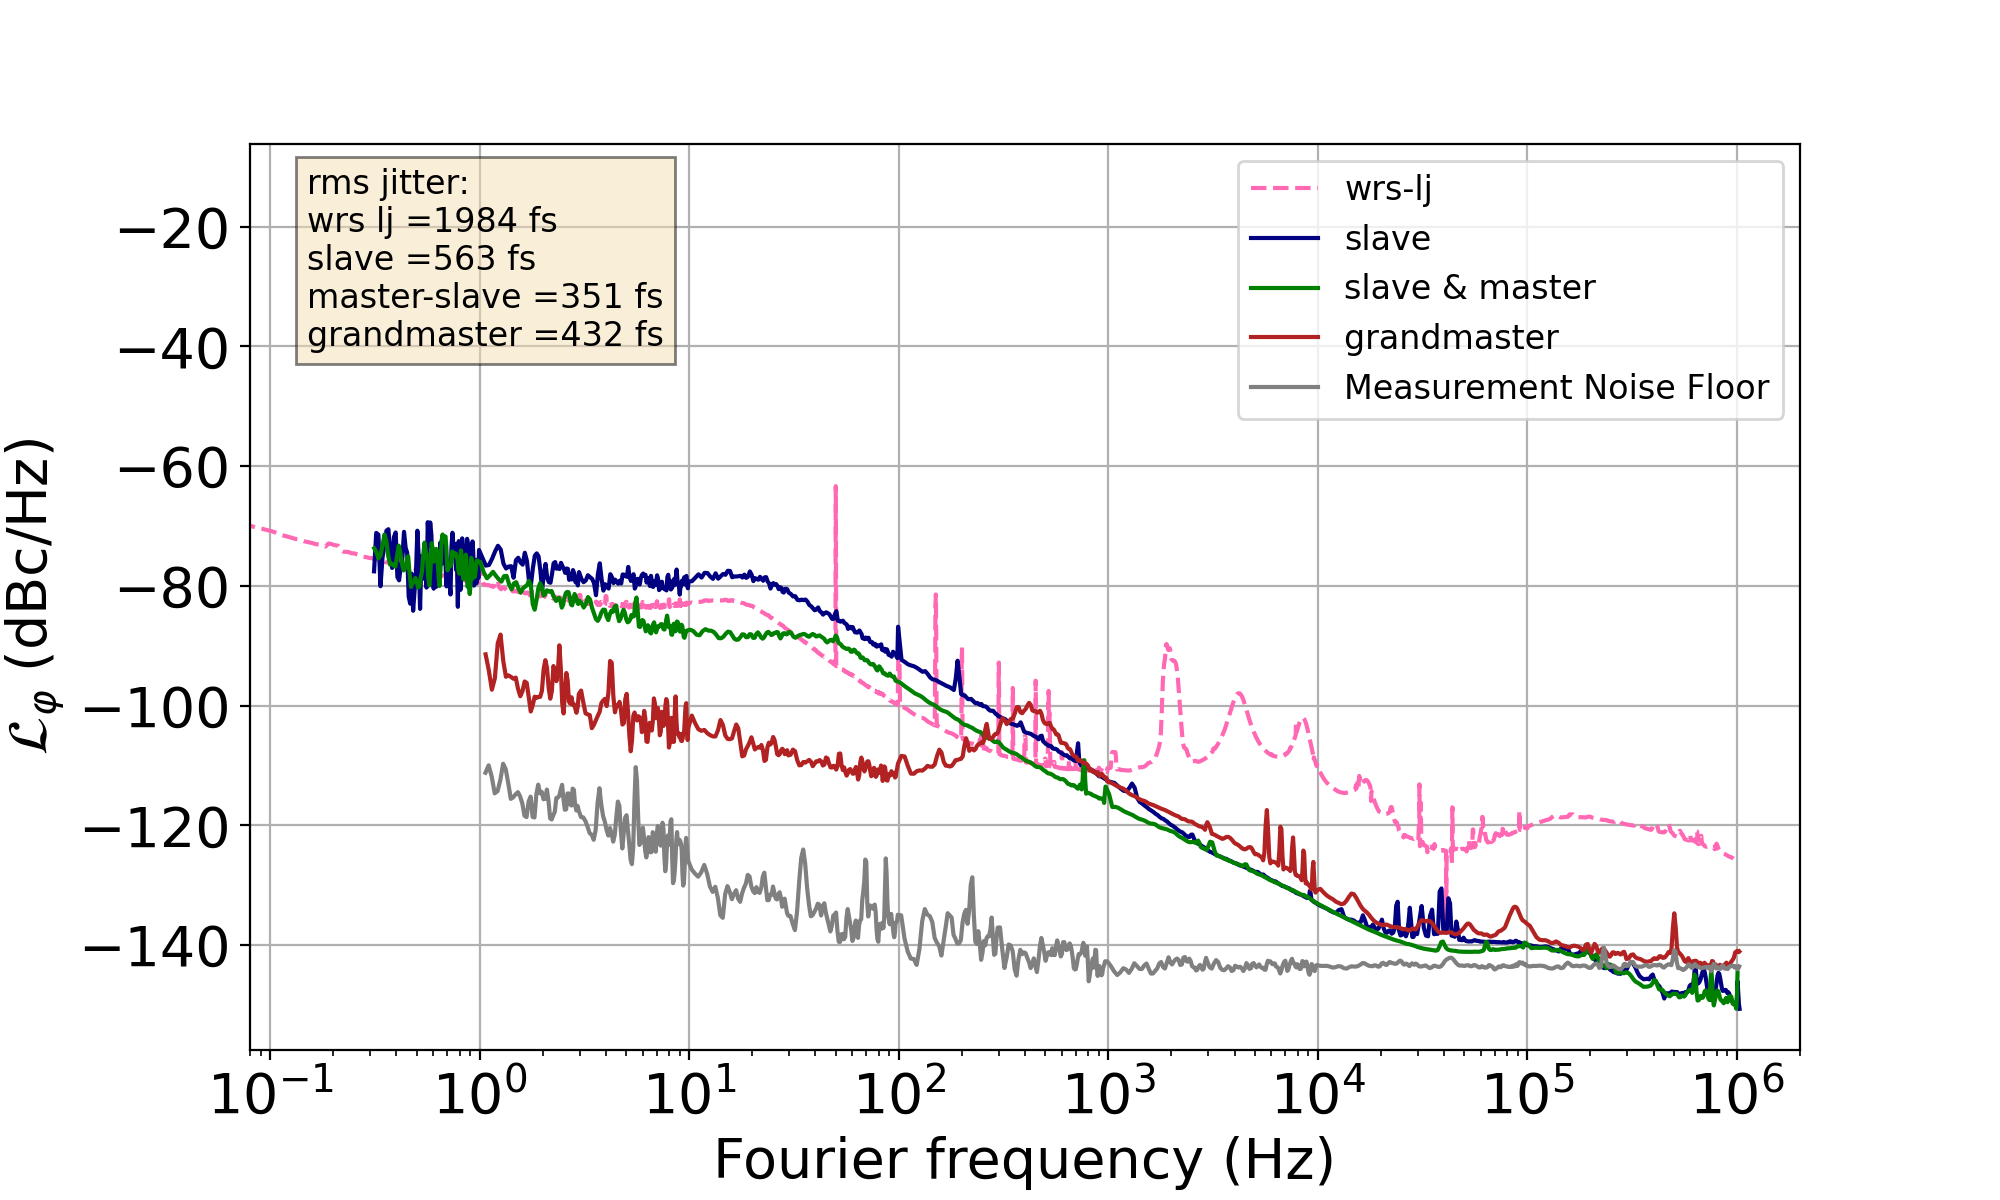 rms jitter:
wrs lj =1984 fs
slave =563 fs
master-slave =351 fs
grandmaster =432 fs
wrs-lj
slave
slave & master
grandmaster
Measurement Noise Floor
−20
−40
−60
−80
−100
−120
−140
ℒφ (dBc/Hz)
10⁻¹ 10⁰ 10¹ 10² 10³ 10⁴ 10⁵ 10⁶
Fourier frequency (Hz)